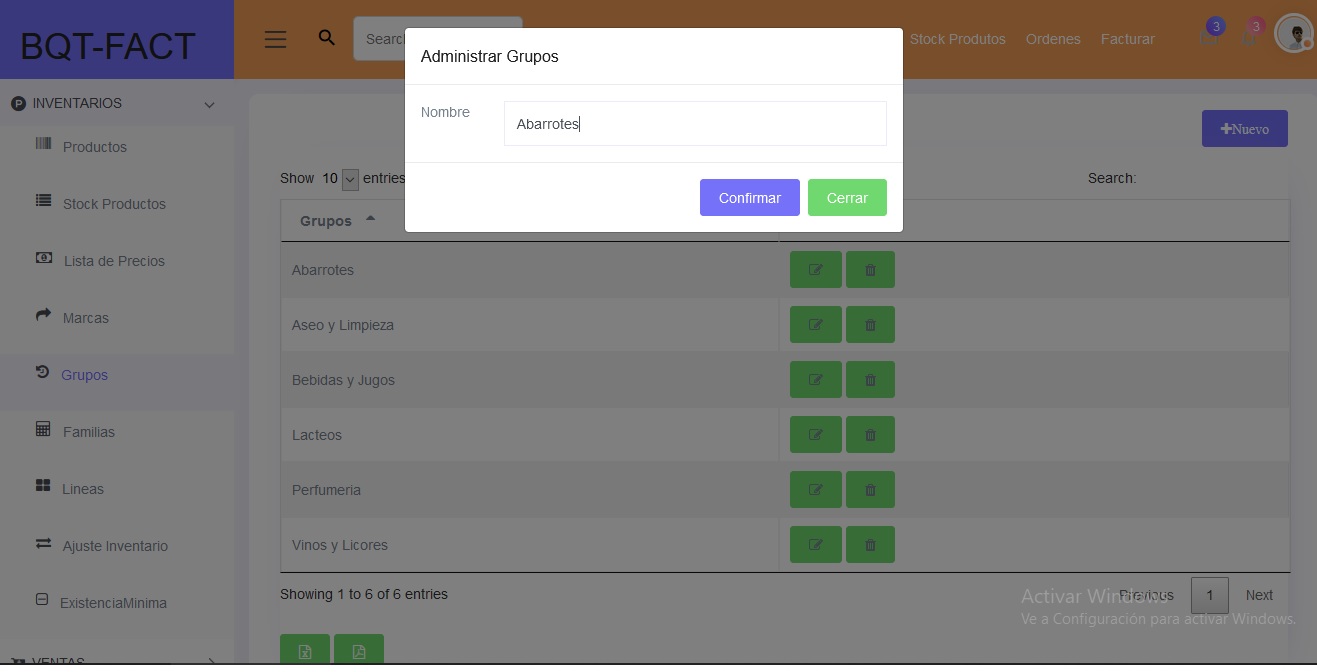 BQT-FACT
Searc
Stock Produtos Ordenes Facturar
3 3
INVENTARIOS
Productos
Stock Productos
Lista de Precios
Marcas
Grupos
Familias
Lineas
Ajuste Inventario
ExistenciaMinima
VENTAS
Administrar Grupos
Nombre
Abarrotes
Confirmar Cerrar
Nuevo
Show 10 entries
Search:
Grupos
Abarrotes
Aseo y Limpieza
Bebidas y Jugos
Lacteos
Perfumeria
Vinos y Licores
Showing 1 to 6 of 6 entries
Previous 1 Next
Activar Windows
Ve a Configuración para activar Windows.